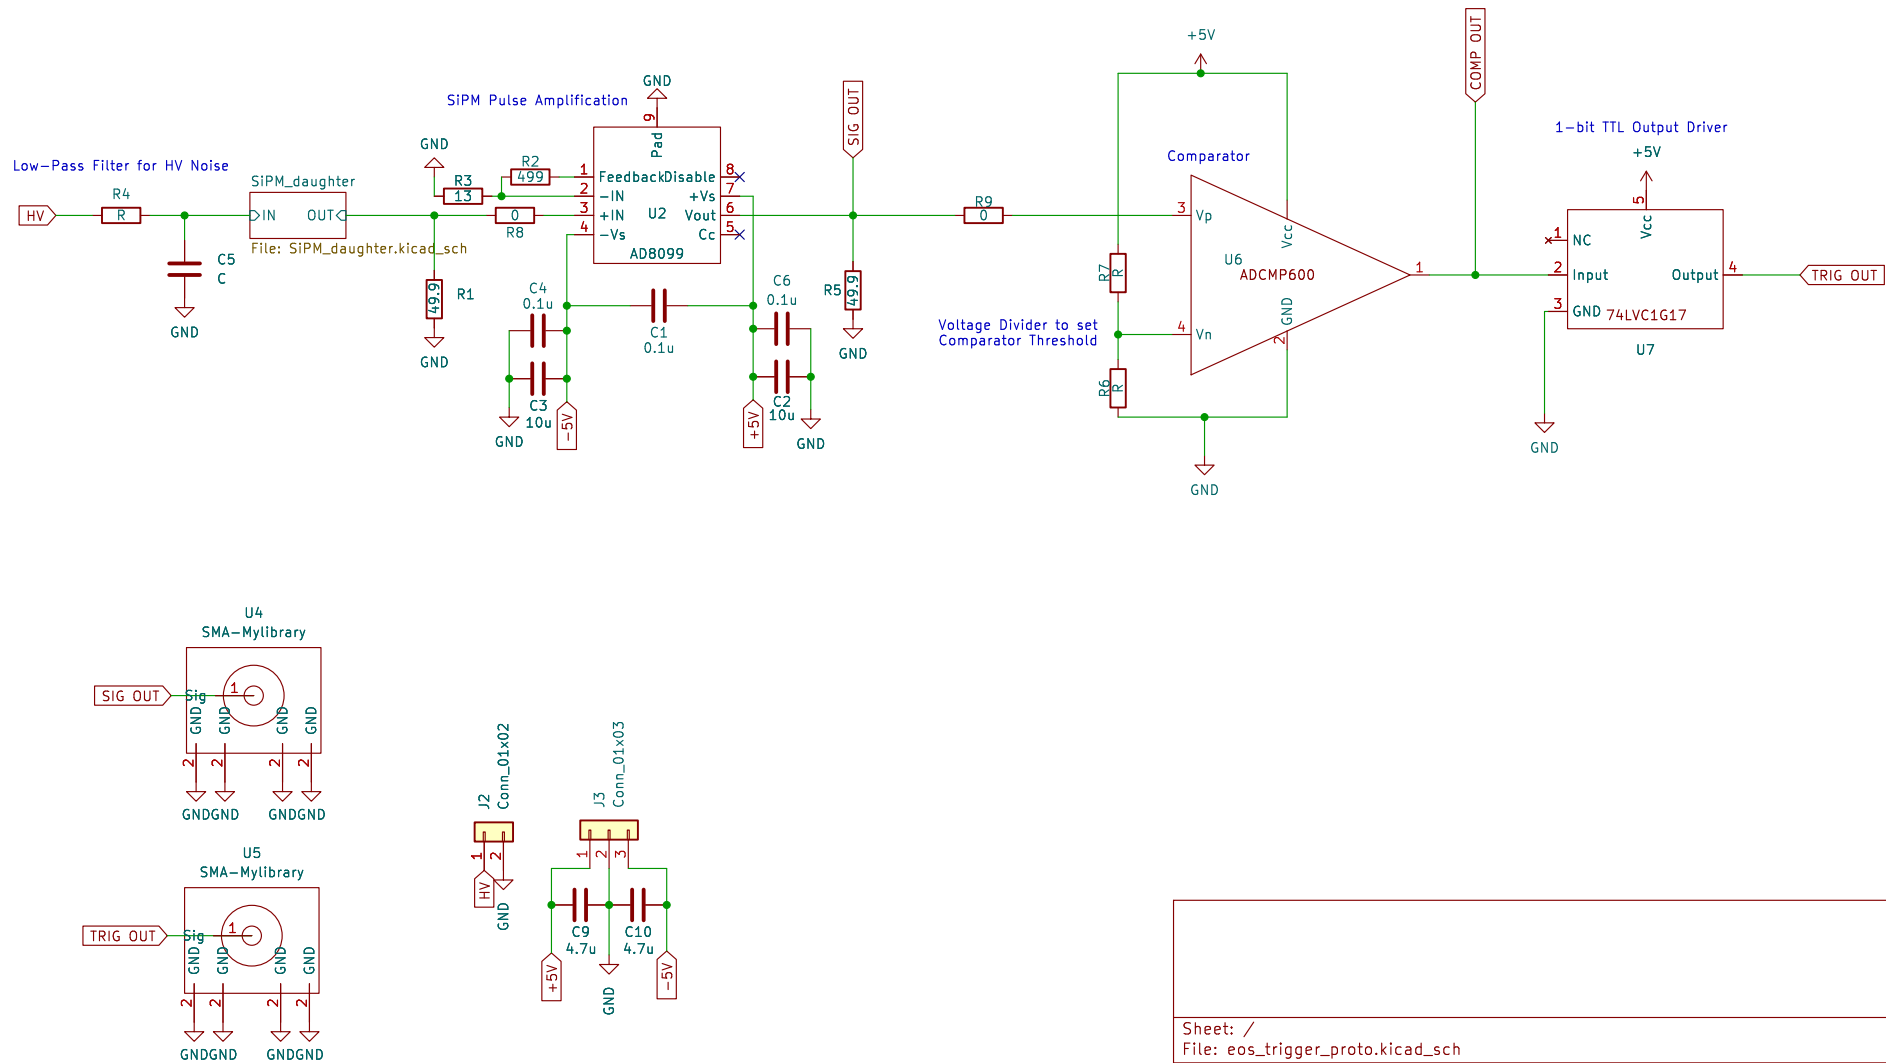 Low-Pass Filter for HV Noise
HV
R4
R
C5
C
GND
SiPM_daughter
IN
OUT
File: SiPM_daughter.kicad_sch
SiPM Pulse Amplification
GND
R3
13
R2
499
0
R8
49.9
R1
GND
GND
9
Pad
1
Feedback
Disable
8
2
-IN
+Vs
7
3
+IN
U2
Vout
6
4
-Vs
Cc
5
AD8099
C4
0.1u
C3
10u
GND
-5V
C1
0.1u
C6
0.1u
C2
10u
+5V
GND
SIG OUT
R5
49.9
GND
R9
0
+5V
Comparator
3
Vp
Vcc
U6
ADCMP600
GND
2
4
Vn
1
R7
R
Voltage Divider to set
Comparator Threshold
R6
R
GND
COMP OUT
1-bit TTL Output Driver
+5V
5
Vcc
1
NC
2
Input
Output
4
3
GND
74LVC1G17
U7
GND
TRIG OUT
U4
SMA-Mylibrary
SIG OUT
Sig
1
GND
GND
GND
GND
2
2
2
2
GND
GND
GND
GND
U5
SMA-Mylibrary
TRIG OUT
Sig
1
GND
GND
GND
GND
2
2
2
2
GND
GND
GND
GND
J2
Conn_01x02
1
2
HV
GND
J3
Conn_01x03
1
2
3
C9
4.7u
C10
4.7u
+5V
GND
-5V
Sheet: /
File: eos_trigger_proto.kicad_sch